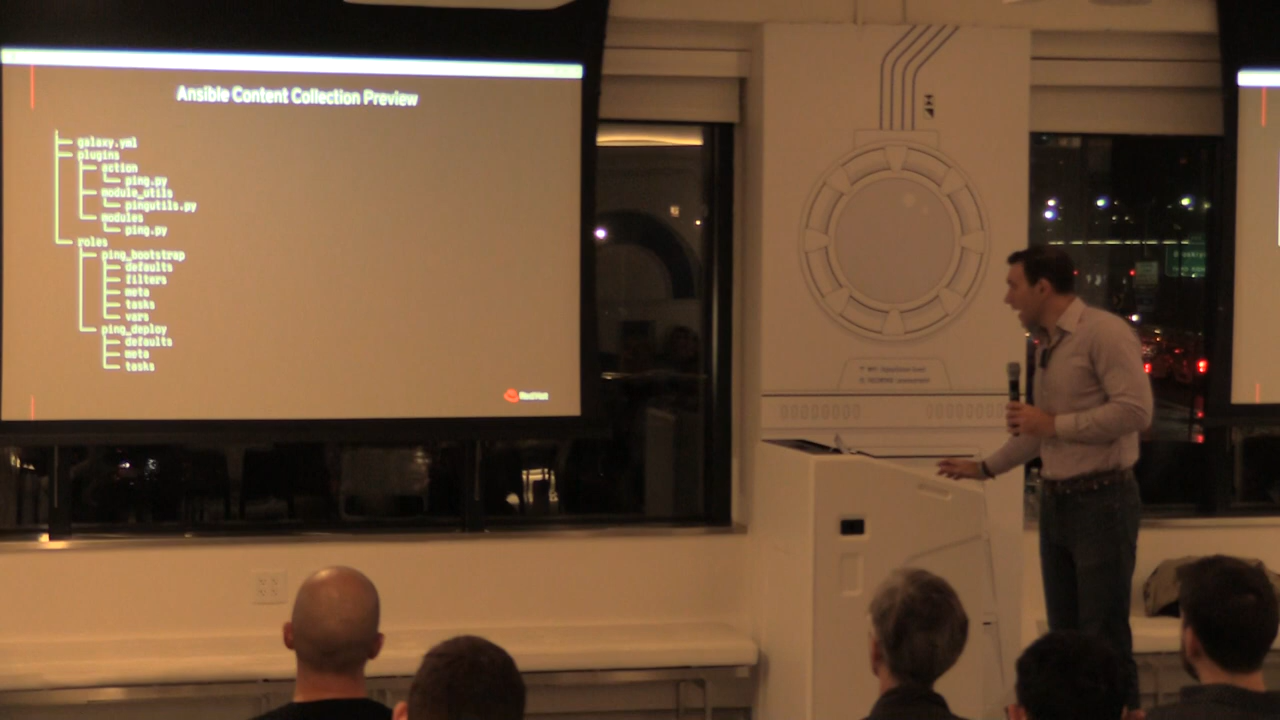 Ansible Content Collection Preview
galaxy.yml
plugins
action
ping.py
module_utils
pingutils.py
modules
ping.py
roles
ping_bootstrap
defaults
filters
meta
tasks
vars
ping_deploy
defaults
meta
tasks
Red Hat